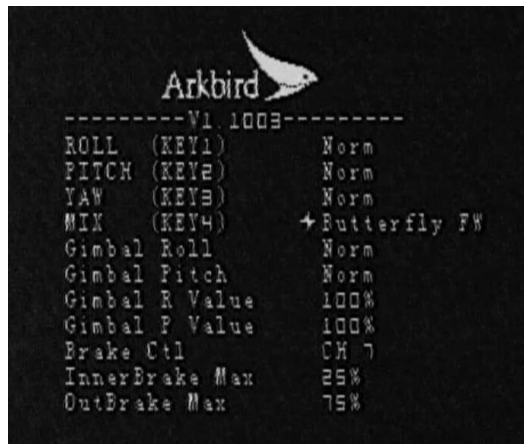 Arkbird
---------V1.1003---------
ROLL (KEY1) Norm
PITCH (KEY2) Norm
YAW (KEY3) Norm
MIX (KEY4) Butterfly FW
Gimbal Roll Norm
Gimbal Pitch Norm
Gimbal R Value 100%
Gimbal P Value 100%
Brake Ctl CH 7
InnerBrake Max 25%
OutBrake Max 75%